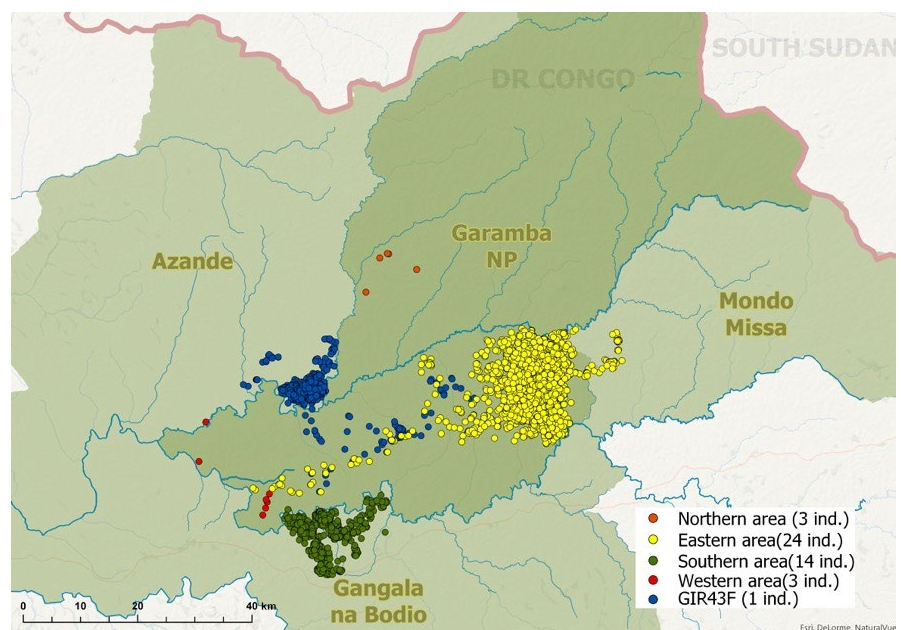 SOUTH SUDAN
DR CONGO
Garamba
NP
Azande
Mondo
Missa
Northern area (3 ind.)
Eastern area(24 ind.)
Southern area(14 ind.)
Western area(3 ind.)
GIR43F (1 ind.)
Gangala
na Bodio
0 10 20 40 km
Esri, DeLorme, NaturalVue